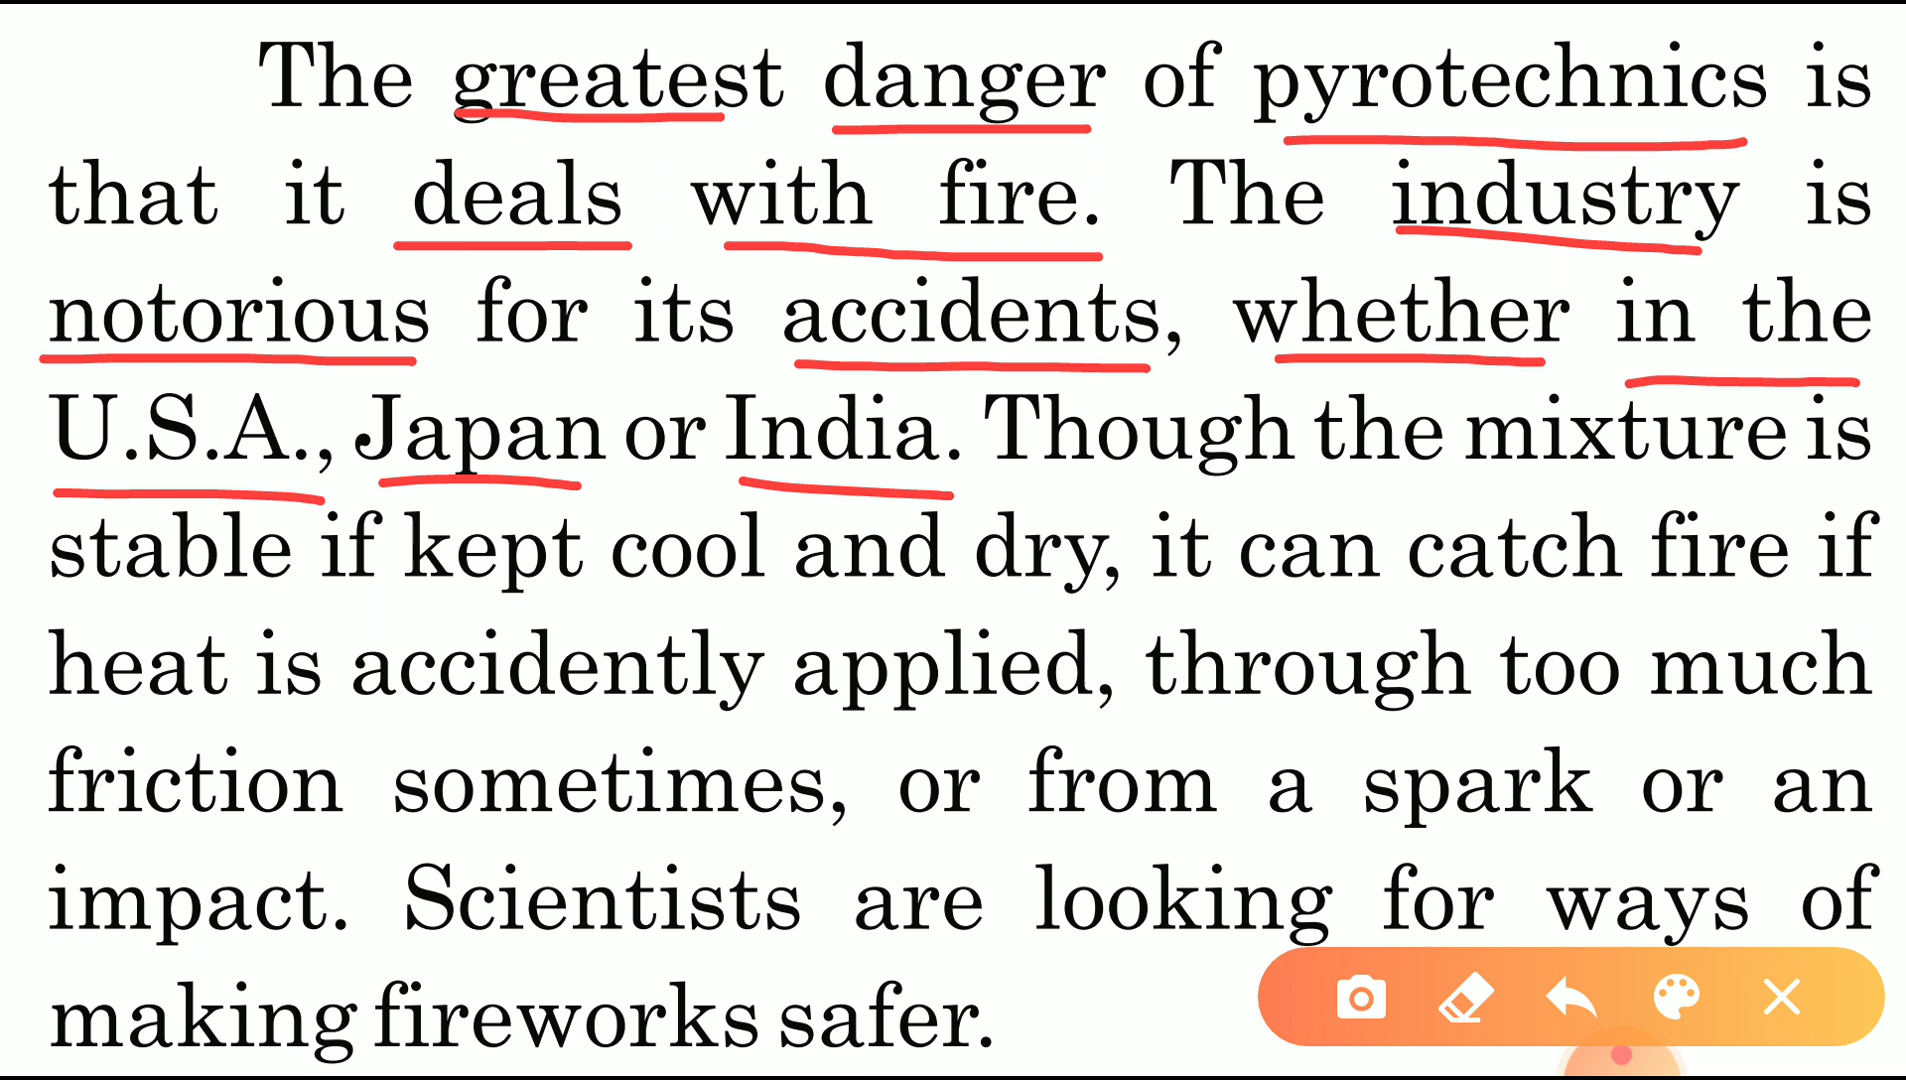 The greatest danger of pyrotechnics is
that it deals with fire. The industry is
notorious for its accidents, whether in the
U.S.A., Japan or India. Though the mixture is
stable if kept cool and dry, it can catch fire if
heat is accidently applied, through too much
friction sometimes, or from a spark or an
impact. Scientists are looking for ways of
making fireworks safer.